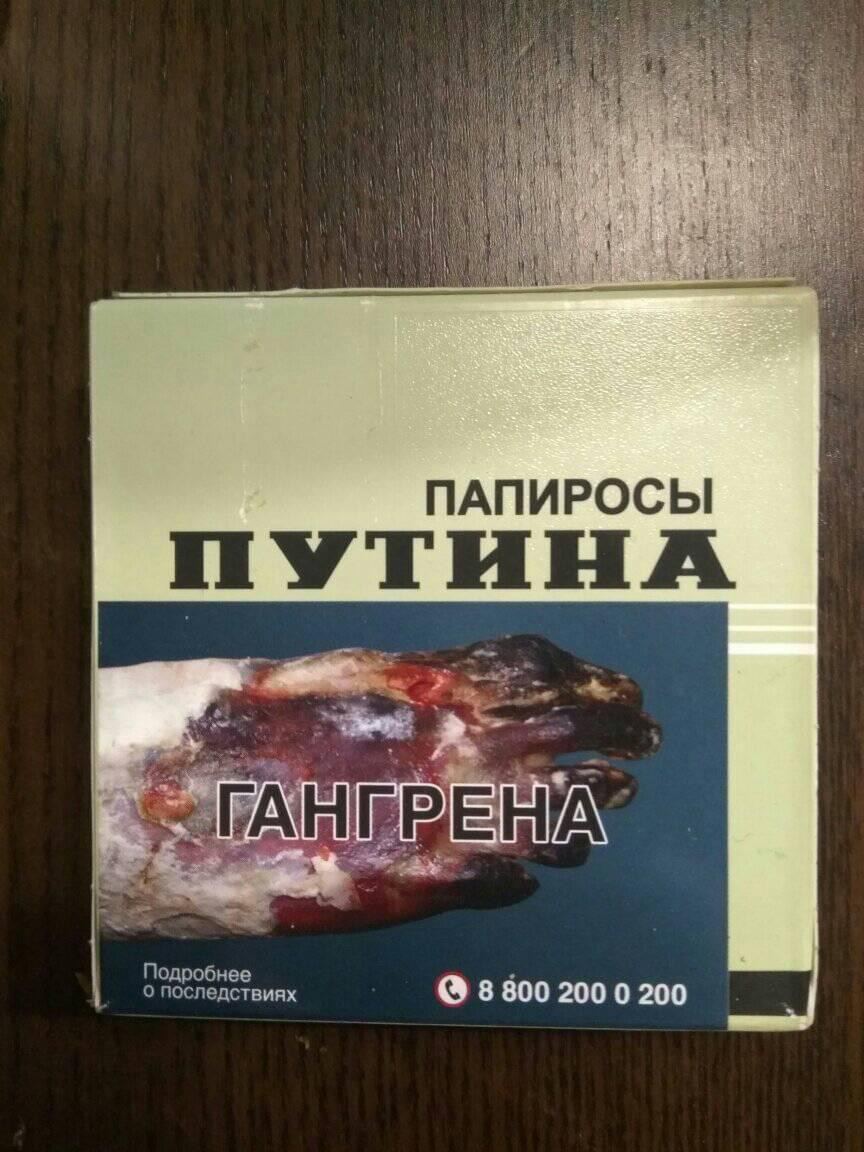 ПАПИРОСЫ
ПУТИНА
ГАНГРЕНА
Подробнее
о последствиях
8 800 200 0 200